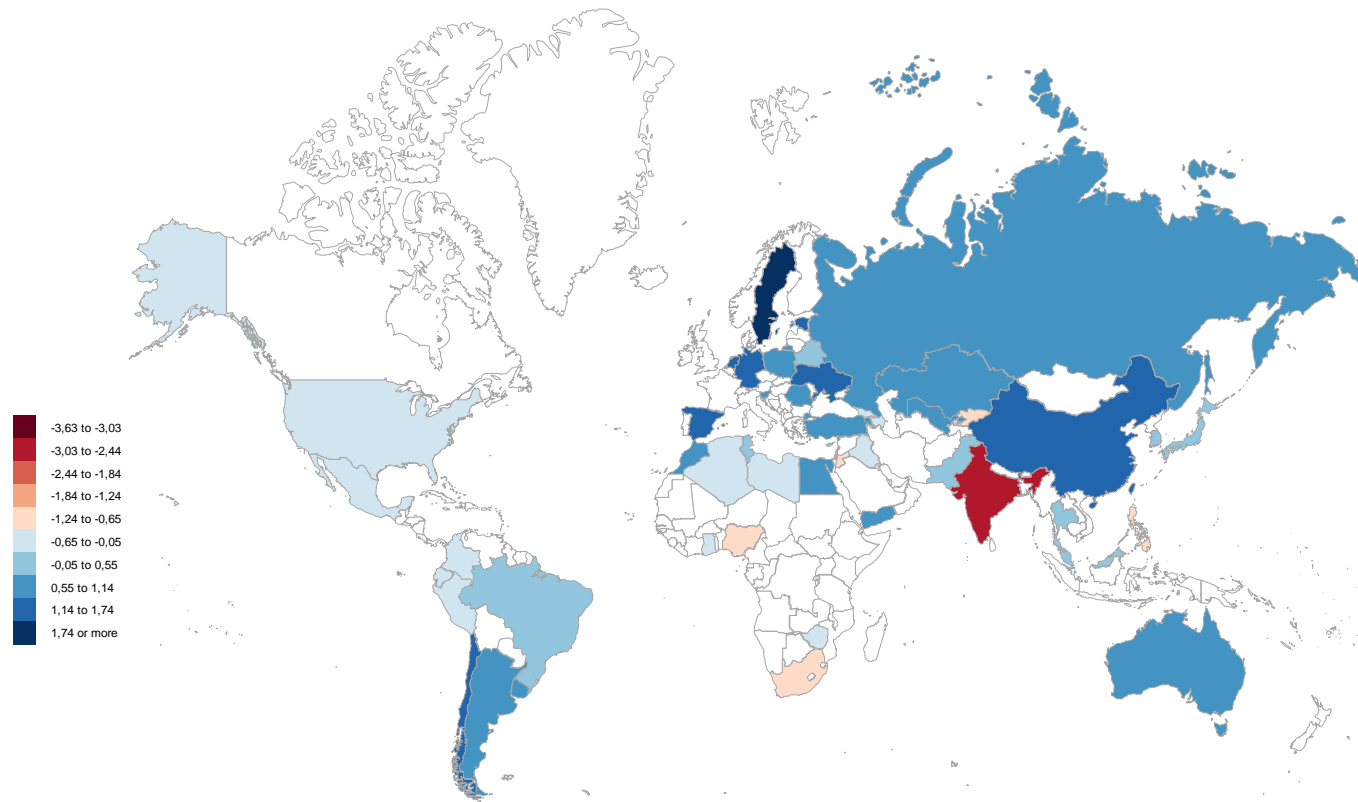 -3,63 to -3,03
-3,03 to -2,44
-2,44 to -1,84
-1,84 to -1,24
-1,24 to -0,65
-0,65 to -0,05
-0,05 to 0,55
0,55 to 1,14
1,14 to 1,74
1,74 or more